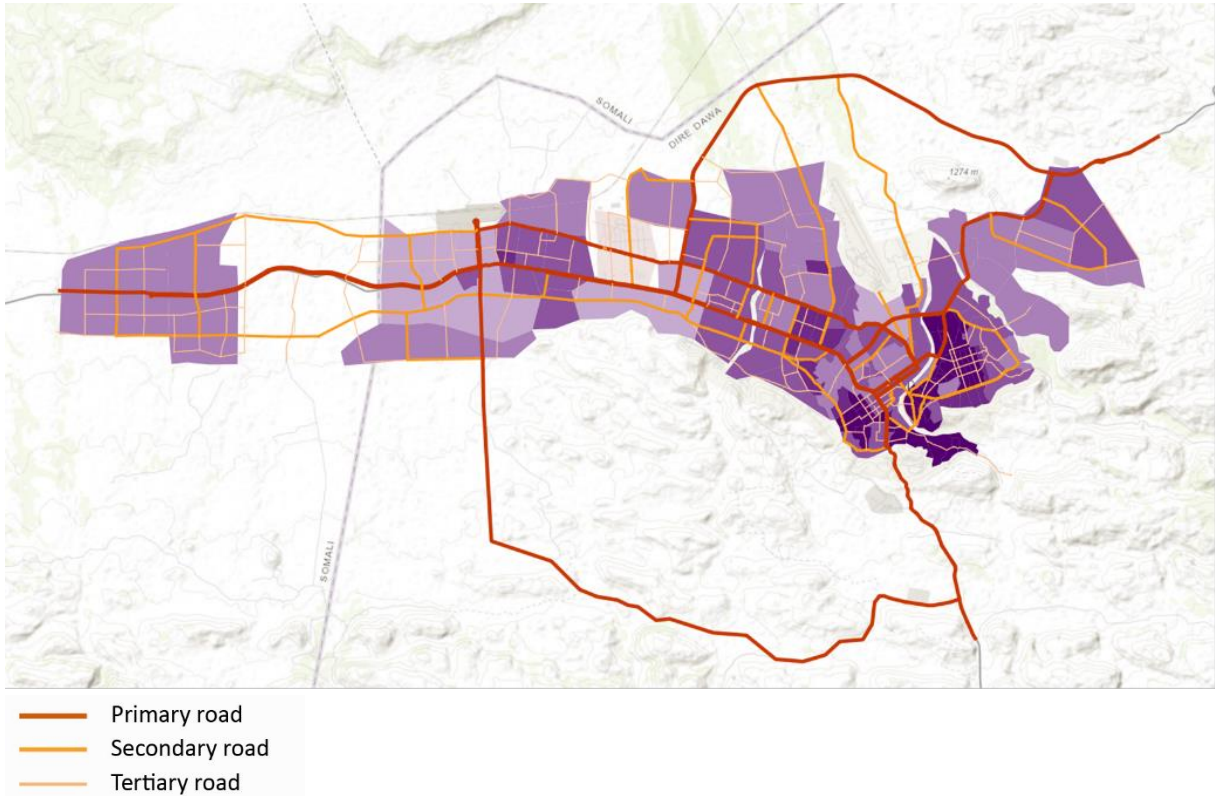 SOMALI
DIRE DAWA
1274 m
SOMALI
Primary road
Secondary road
Tertiary road